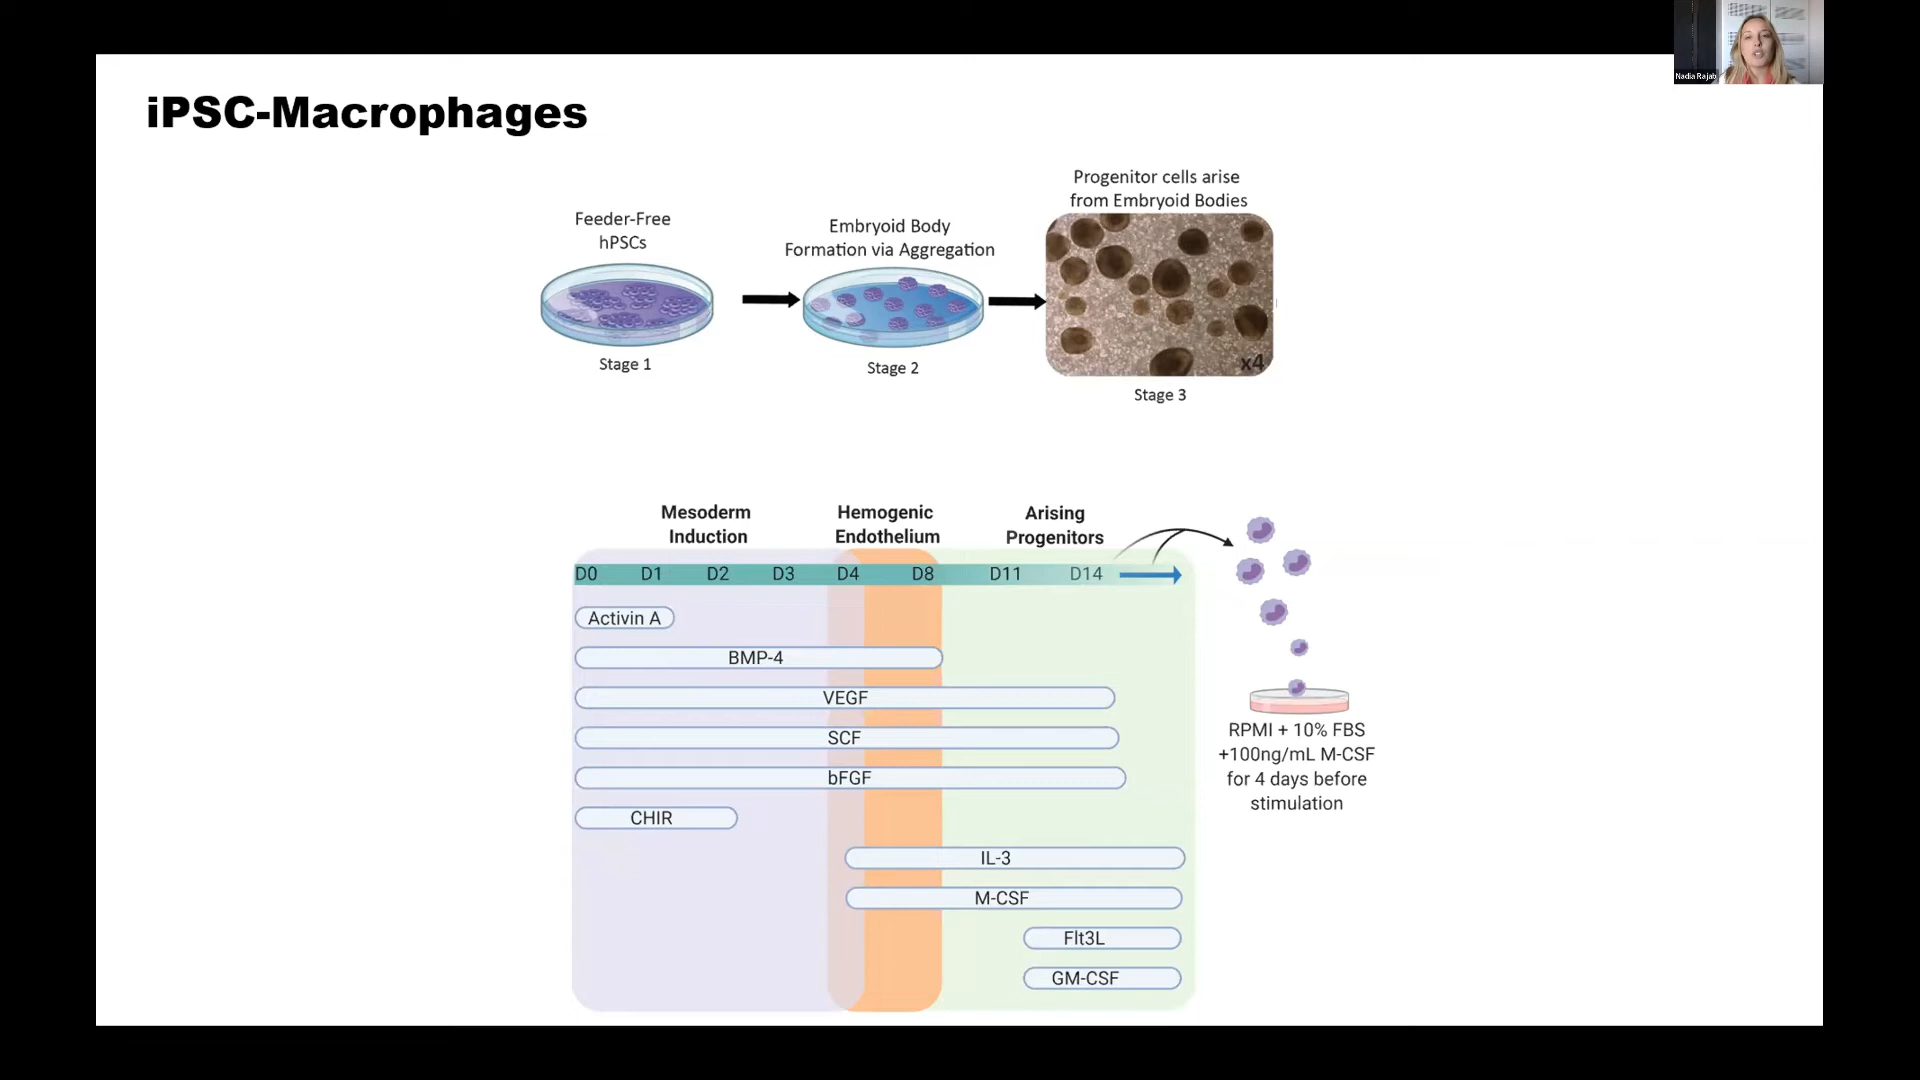 Nadia Rajab
iPSC-Macrophages
Feeder-Free
hPSCs
Stage 1
Embryoid Body
Formation via Aggregation
Stage 2
Progenitor cells arise
from Embryoid Bodies
x4
Stage 3
Mesoderm
Induction
Hemogenic
Endothelium
Arising
Progenitors
D0 D1 D2 D3 D4 D8 D11 D14
Activin A
BMP-4
VEGF
SCF
bFGF
CHIR
IL-3
M-CSF
Flt3L
GM-CSF
RPMI + 10% FBS
+100ng/mL M-CSF
for 4 days before
stimulation